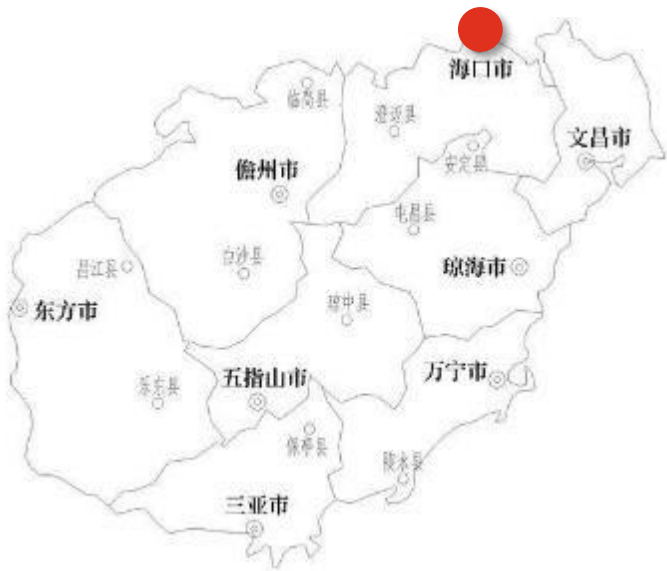 海口市
临高县
澄迈县
文昌市
安定县
儋州市
屯昌县
白沙县
昌江县
琼海市
琼中县
东方市
万宁市
五指山市
乐东县
保亭县
陵水县
三亚市